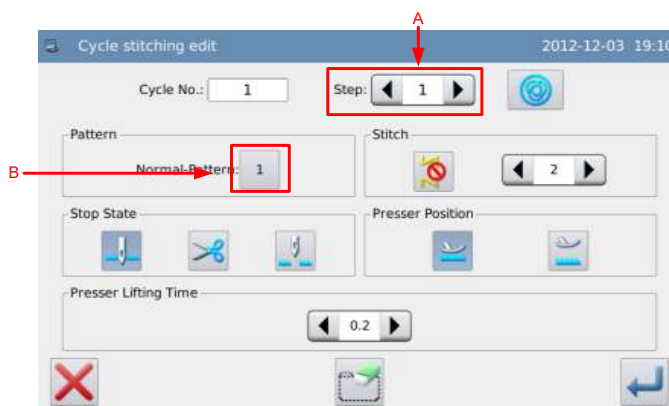 A
Cycle stitching edit 2012-12-03 19:10
Cycle No.: 1 Step: 1
Pattern Stitch
B Normal-Pattern: 1 2
Stop State Presser Position
Presser Lifting Time
0.2